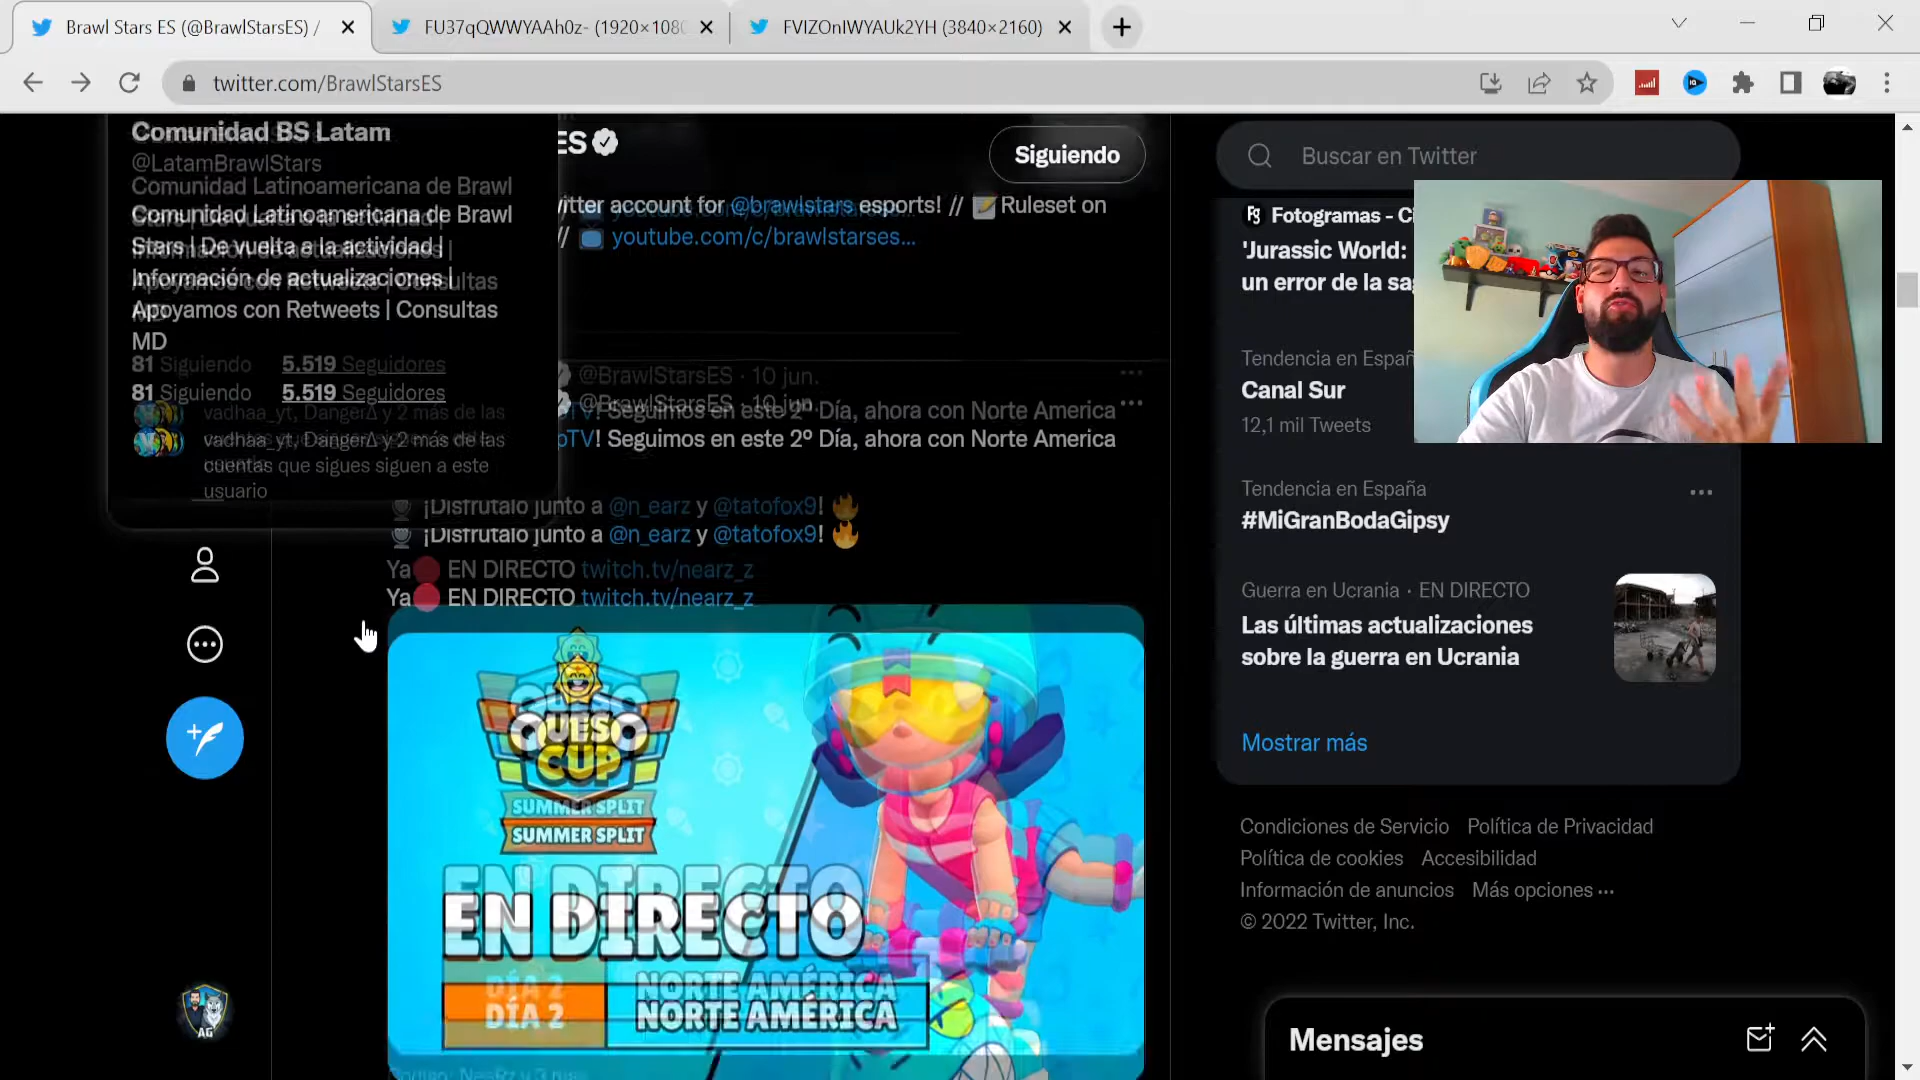 Brawl Stars ES (@BrawlStarsES) /
FU37qQWWYAAh0z- (1920×1080
FVIZOnIWYAUk2YH (3840×2160)
twitter.com/BrawlStarsES
Comunidad BS Latam
@LatamBrawlStars
Comunidad Latinoamericana de Brawl
Stars | De vuelta a la actividad |
Información de actualizaciones |
Apoyamos con Retweets | Consultas
MD
81 Siguiendo 5.519 Seguidores
vadhaa_yt, DangerΔ y 2 más de las
cuentas que sigues siguen a este
usuario
ES
Siguiendo
itter account for @brawlstars esports! // 📝 Ruleset on
// 📺 youtube.com/c/brawlstarses...
@BrawlStarsES · 10 jun.
TV! Seguimos en este 2º Día, ahora con Norte America
🎙️ ¡Disfrútalo junto a @n_earz y @tatofox9! 🔥
Ya🔴 EN DIRECTO twitch.tv/nearz_z
QUESO
CUP
SUMMER SPLIT
EN DIRECTO
DÍA 2 NORTE AMÉRICA
Buscar en Twitter
Fotogramas - Ci
'Jurassic World:
un error de la sag
Tendencia en España
Canal Sur
12,1 mil Tweets
Tendencia en España
#MiGranBodaGipsy
Guerra en Ucrania · EN DIRECTO
Las últimas actualizaciones
sobre la guerra en Ucrania
Mostrar más
Condiciones de Servicio Política de Privacidad
Política de cookies Accesibilidad
Información de anuncios Más opciones ···
© 2022 Twitter, Inc.
Mensajes
AG